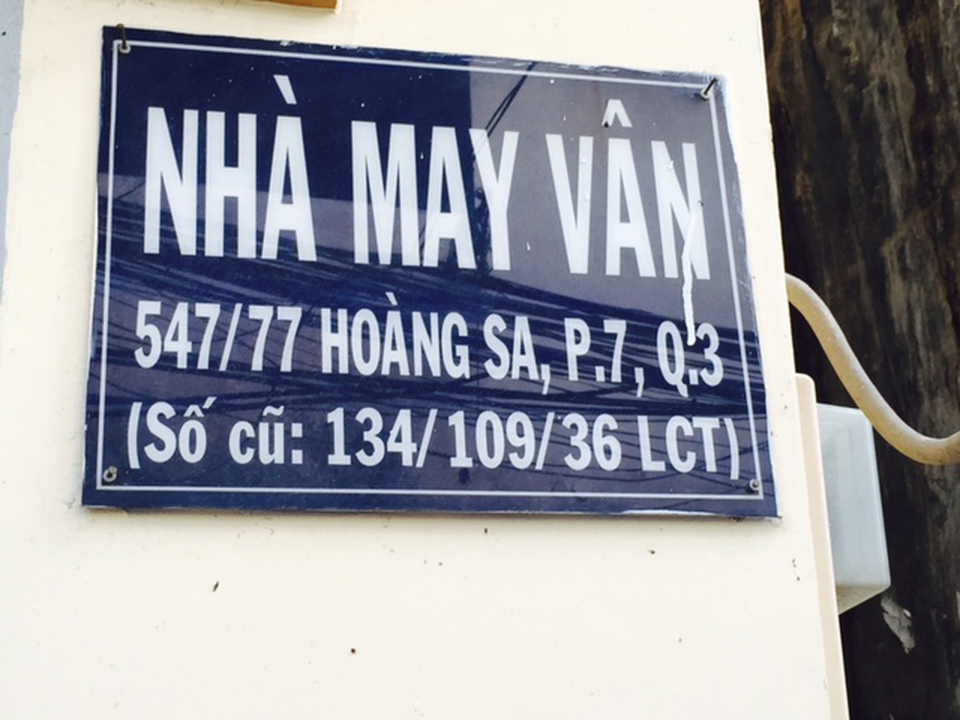 NHÀ MAY VÂN
547/77 HOÀNG SA, P.7, Q.3
(Số cũ: 134/109/36 LCT)